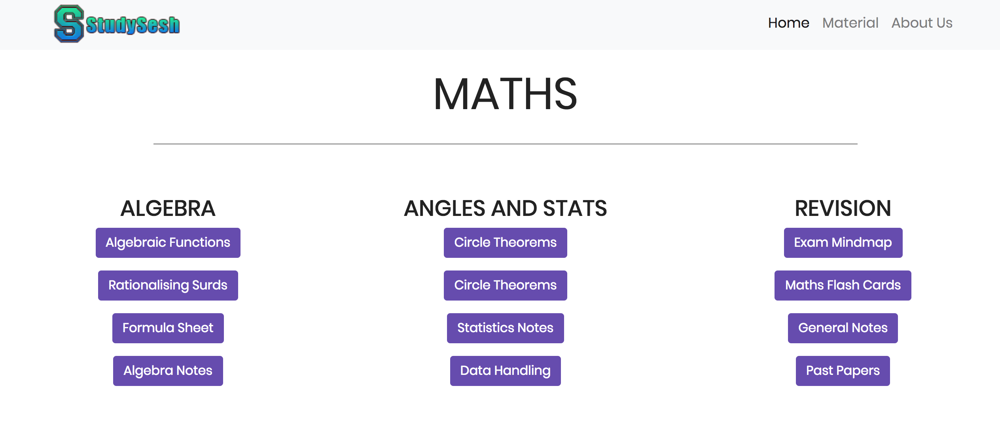 S StudySesh
Home Material About Us
MATHS
ALGEBRA
Algebraic Functions
Rationalising Surds
Formula Sheet
Algebra Notes
ANGLES AND STATS
Circle Theorems
Circle Theorems
Statistics Notes
Data Handling
REVISION
Exam Mindmap
Maths Flash Cards
General Notes
Past Papers